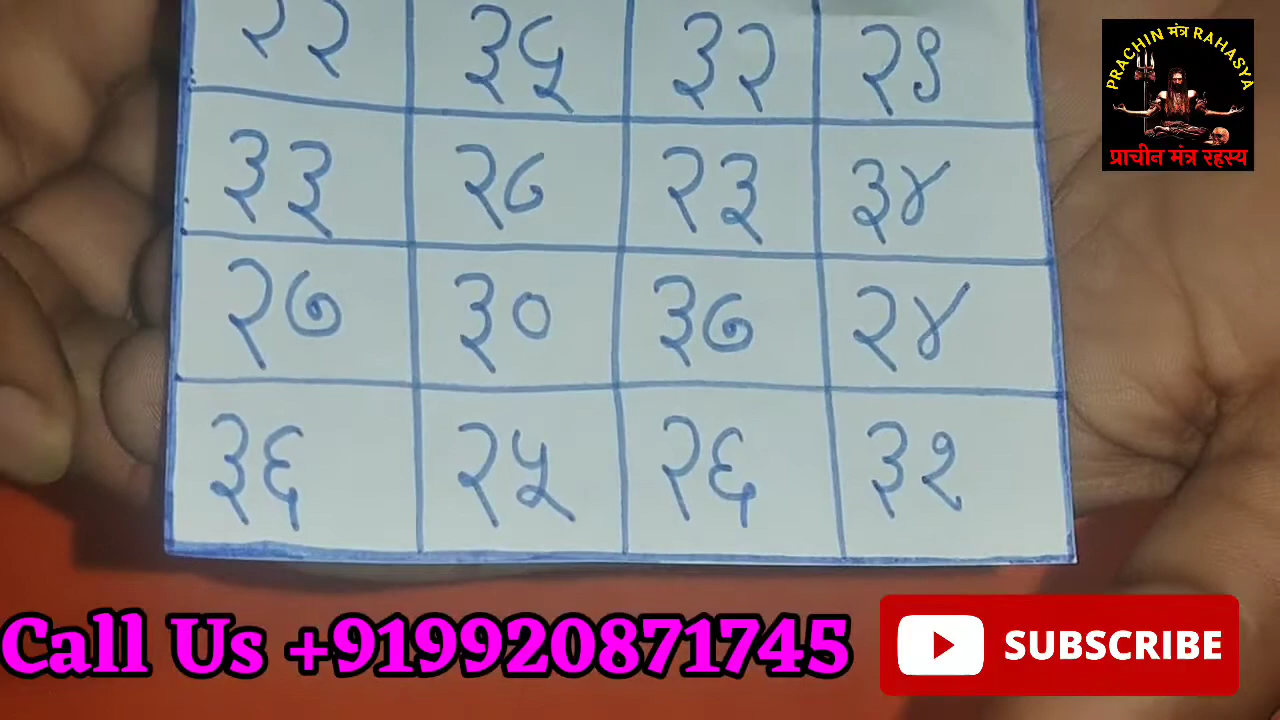 PRACHIN मंत्र RAHASYA
प्राचीन मंत्र रहस्य
२२ ३५ ३२ २९
३३ २८ २३ ३४
२७ ३० ३७ २४
३६ २५ २६ ३१
Call Us +919920871745
SUBSCRIBE